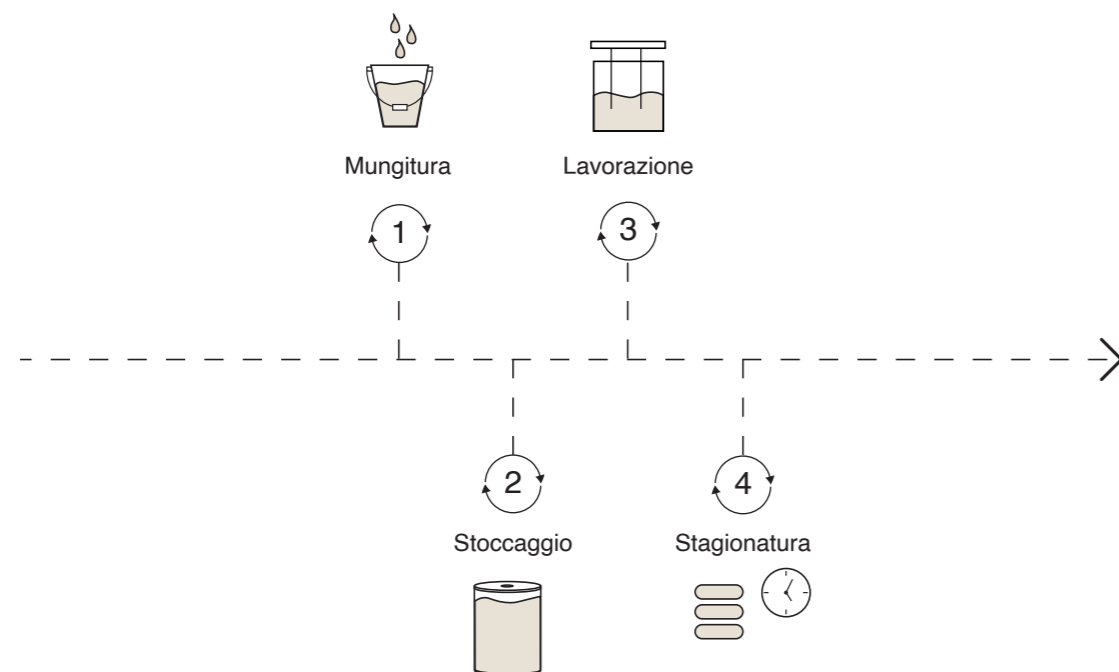 Mungitura
1
Lavorazione
3
2
Stoccaggio
4
Stagionatura